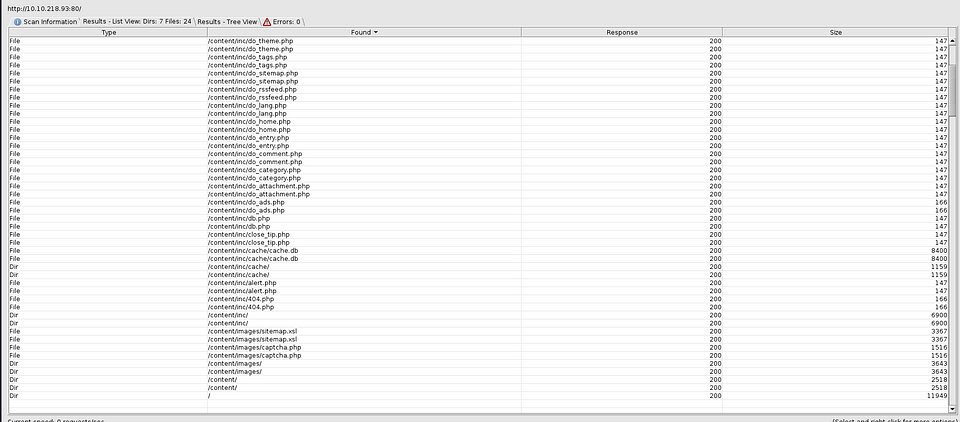 http://10.10.218.93:80/
Scan Information Results - List View: Dirs: 7 Files: 24 Results - Tree View Errors: 0
Type Found Response Size
File /content/inc/do_theme.php 200 147
File /content/inc/do_theme.php 200 147
File /content/inc/do_tags.php 200 147
File /content/inc/do_tags.php 200 147
File /content/inc/do_sitemap.php 200 147
File /content/inc/do_sitemap.php 200 147
File /content/inc/do_rssfeed.php 200 147
File /content/inc/do_rssfeed.php 200 147
File /content/inc/do_lang.php 200 147
File /content/inc/do_lang.php 200 147
File /content/inc/do_home.php 200 147
File /content/inc/do_home.php 200 147
File /content/inc/do_entry.php 200 147
File /content/inc/do_entry.php 200 147
File /content/inc/do_comment.php 200 147
File /content/inc/do_comment.php 200 147
File /content/inc/do_category.php 200 147
File /content/inc/do_category.php 200 147
File /content/inc/do_attachment.php 200 147
File /content/inc/do_attachment.php 200 147
File /content/inc/do_ads.php 200 166
File /content/inc/do_ads.php 200 166
File /content/inc/db.php 200 147
File /content/inc/db.php 200 147
File /content/inc/close_tip.php 200 147
File /content/inc/close_tip.php 200 147
File /content/inc/cache/cache.db 200 8400
File /content/inc/cache/cache.db 200 8400
Dir /content/inc/cache/ 200 1159
Dir /content/inc/cache/ 200 1159
File /content/inc/alert.php 200 147
File /content/inc/alert.php 200 147
File /content/inc/404.php 200 166
File /content/inc/404.php 200 166
Dir /content/inc/ 200 6900
Dir /content/inc/ 200 6900
File /content/images/sitemap.xsl 200 3367
File /content/images/sitemap.xsl 200 3367
File /content/images/captcha.php 200 1516
File /content/images/captcha.php 200 1516
Dir /content/images/ 200 3643
Dir /content/images/ 200 3643
Dir /content/ 200 2518
Dir /content/ 200 2518
Dir / 200 11949
Current speed: 0 requests/sec (Select and right click for more options)